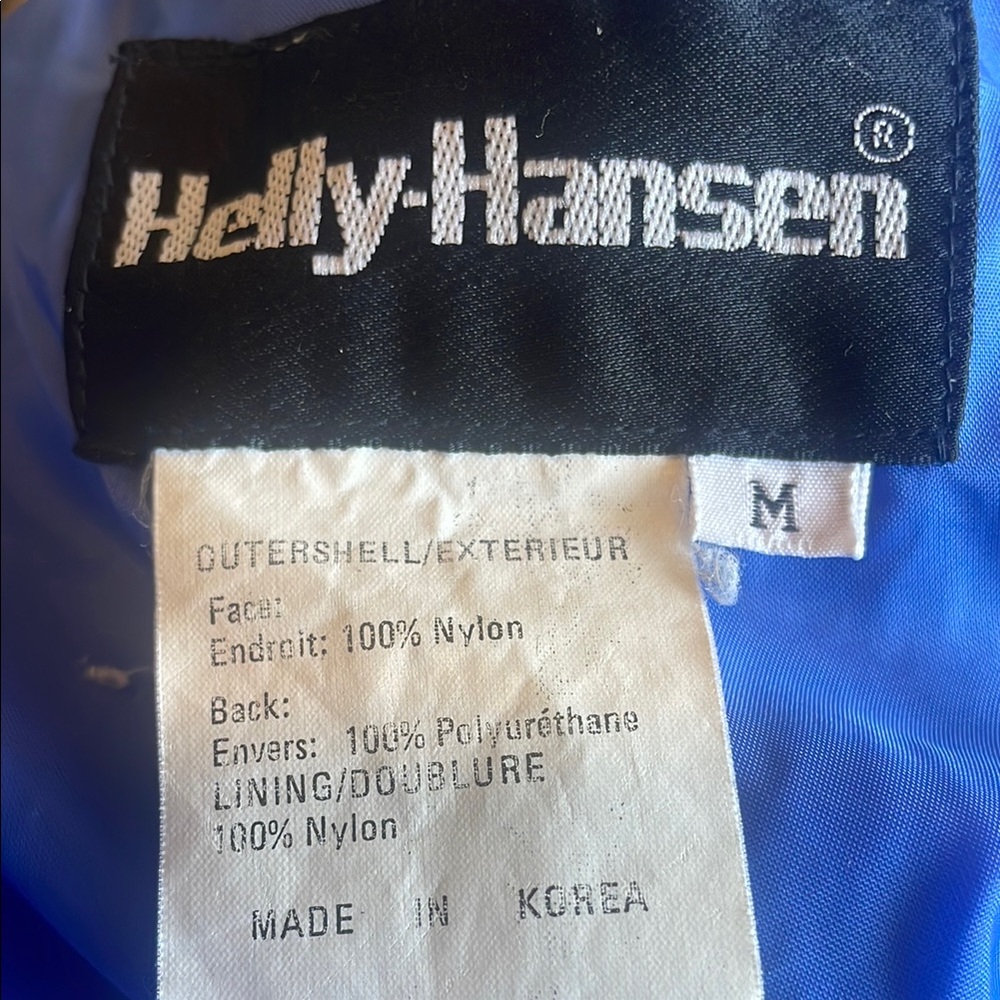 Helly-Hansen®
M
OUTERSHELL/EXTERIEUR
Face:
Endroit: 100% Nylon
Back:
Envers: 100% Polyuréthane
LINING/DOUBLURE
100% Nylon
MADE IN KOREA